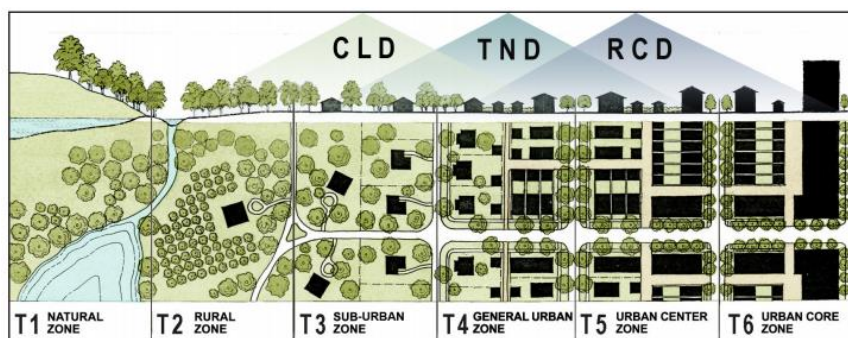 CLD TND RCD
T1 NATURAL ZONE
T2 RURAL ZONE
T3 SUB-URBAN ZONE
T4 GENERAL URBAN ZONE
T5 URBAN CENTER ZONE
T6 URBAN CORE ZONE